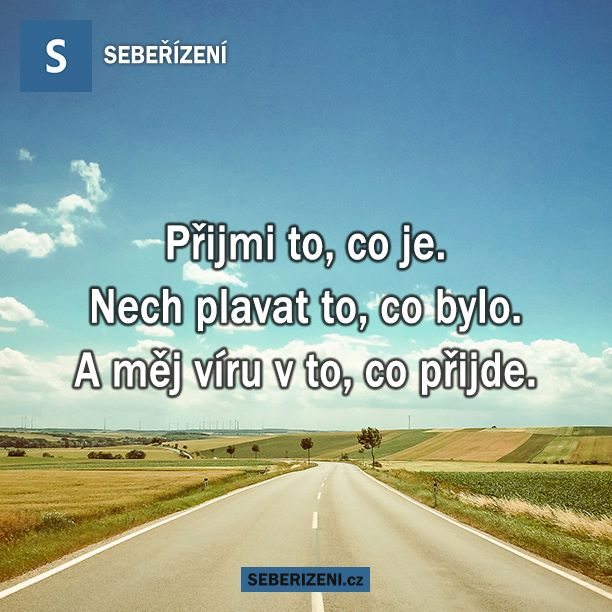 S SEBEŘÍZENÍ
Přijmi to, co je.
Nech plavat to, co bylo.
A měj víru v to, co přijde.
SEBERIZENI.cz